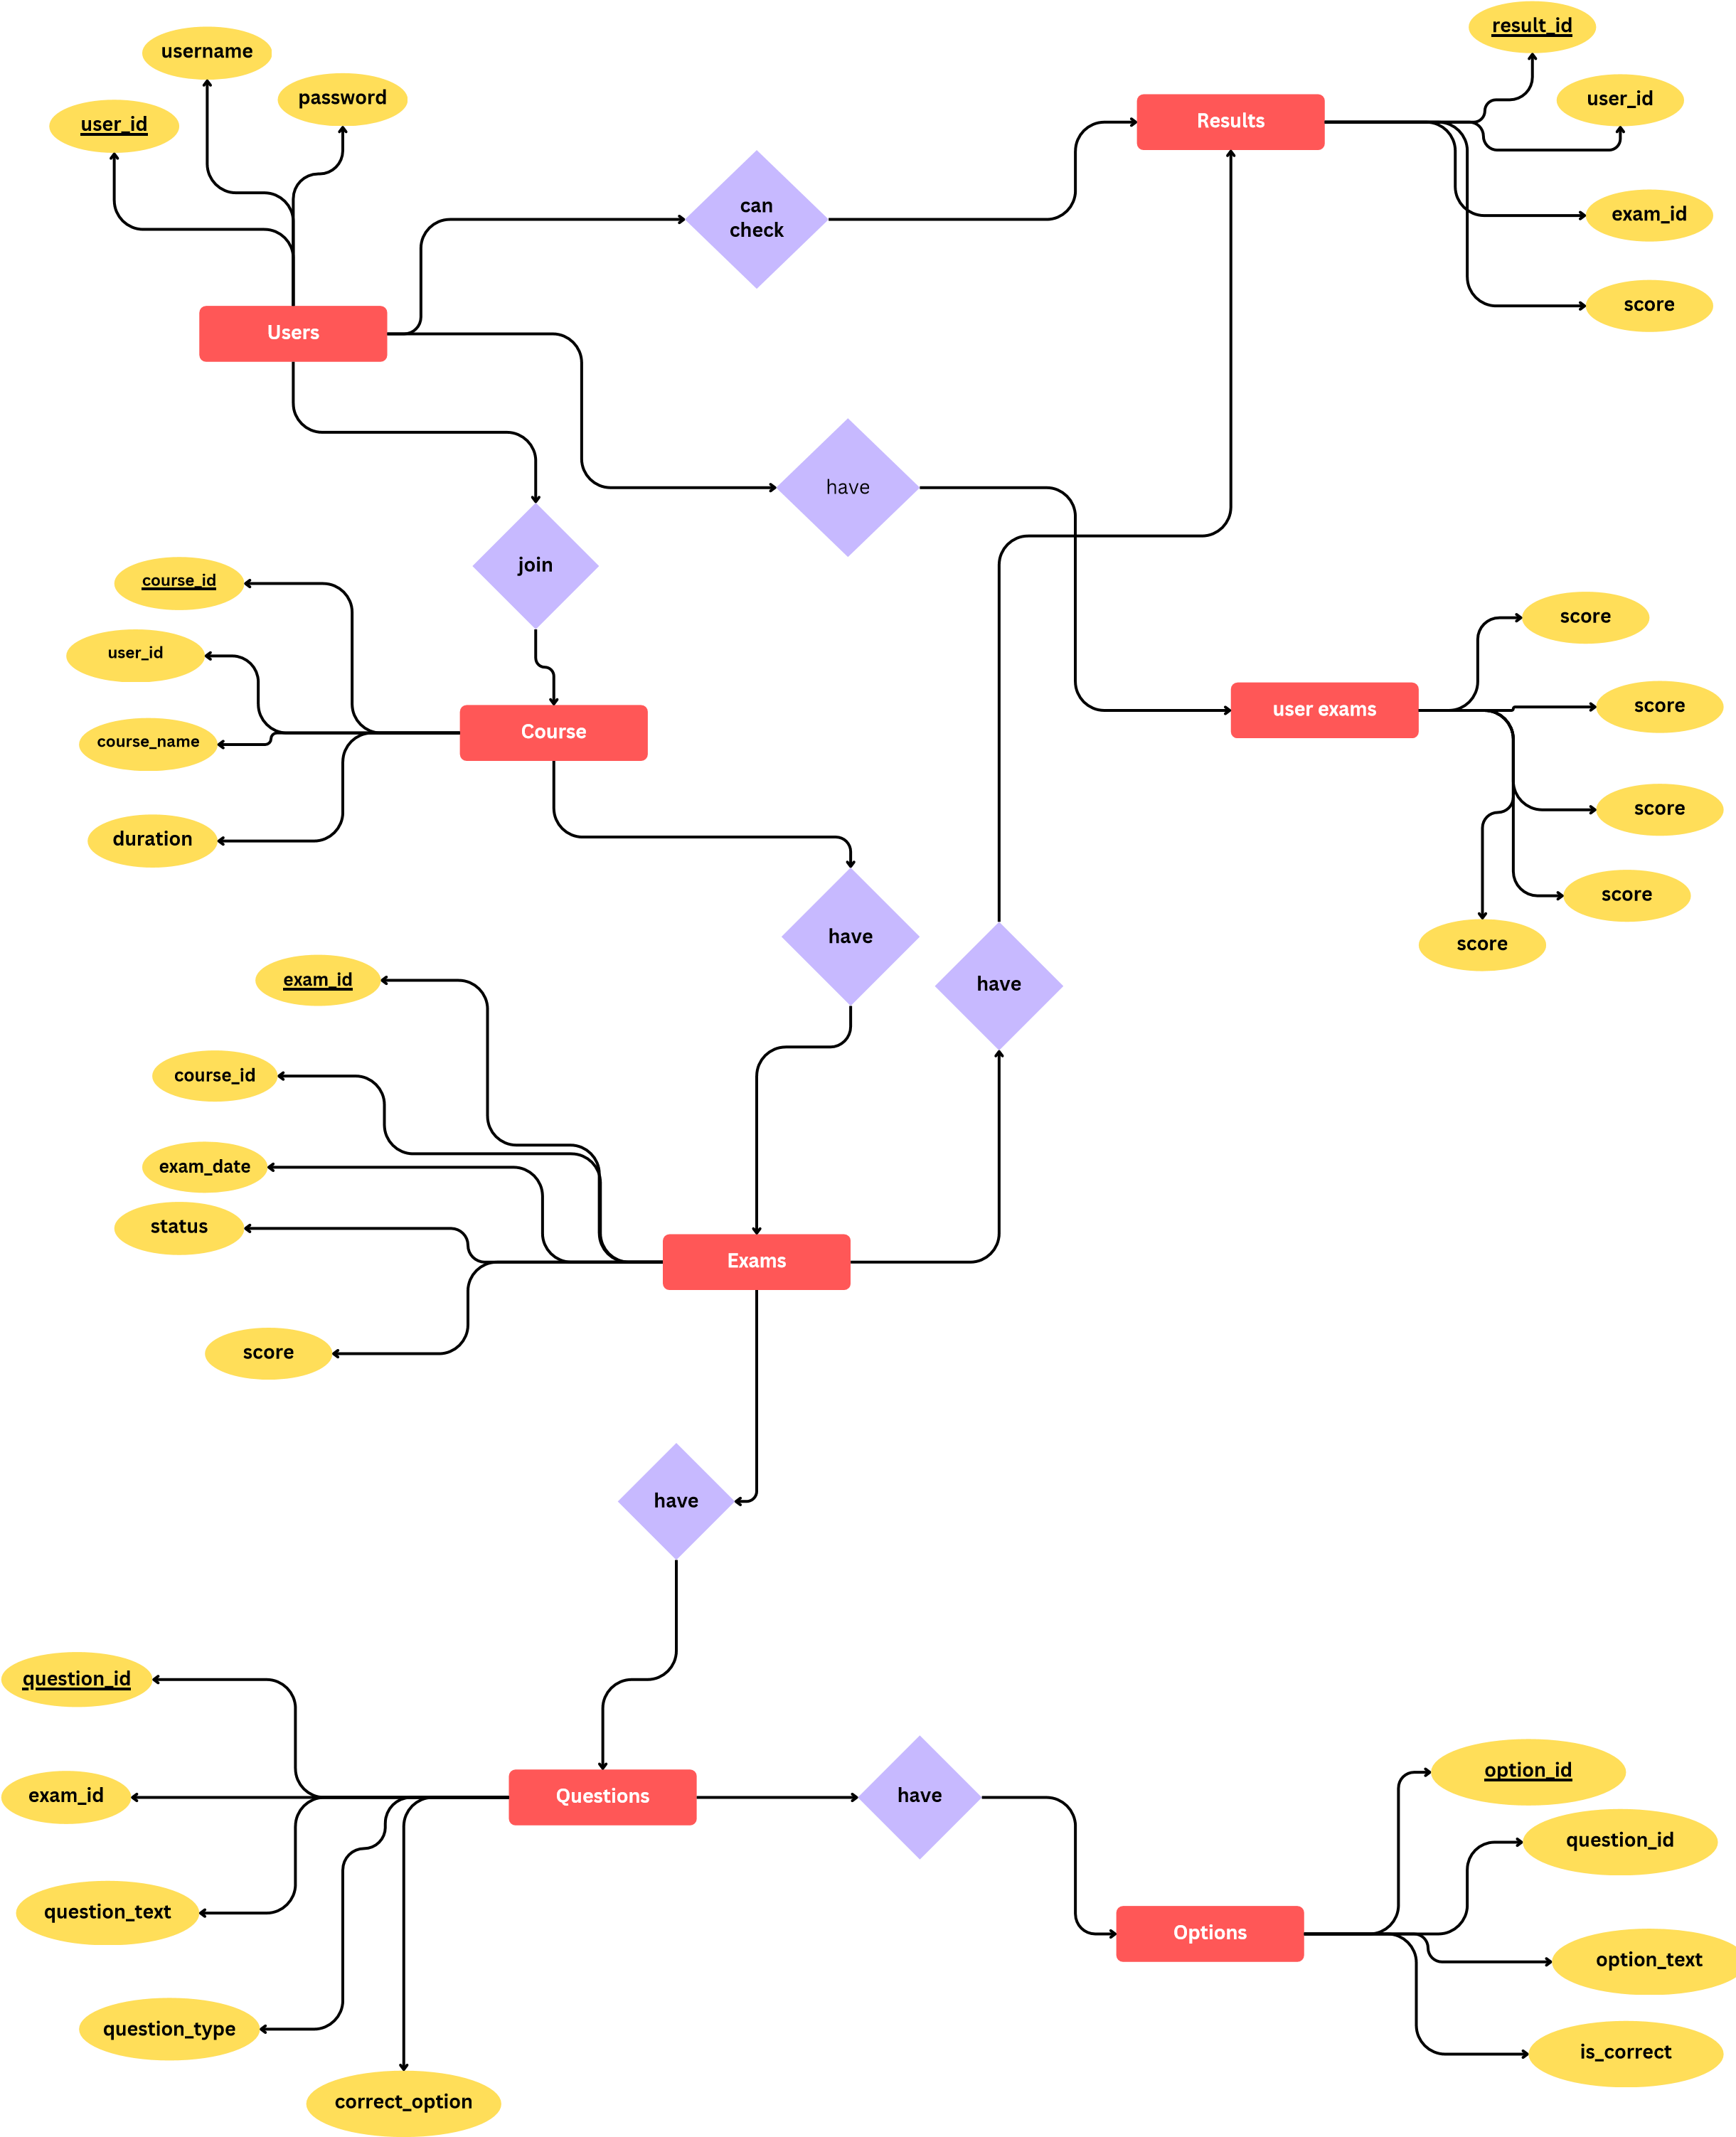 result_id
username
password
user_id
user_id
Results
can
check
exam_id
score
Users
have
join
course_id
score
user_id
score
user exams
course_name
Course
score
duration
score
have
score
exam_id
have
course_id
exam_date
status
Exams
score
have
question_id
option_id
exam_id
Questions
have
question_id
question_text
Options
option_text
question_type
is_correct
correct_option